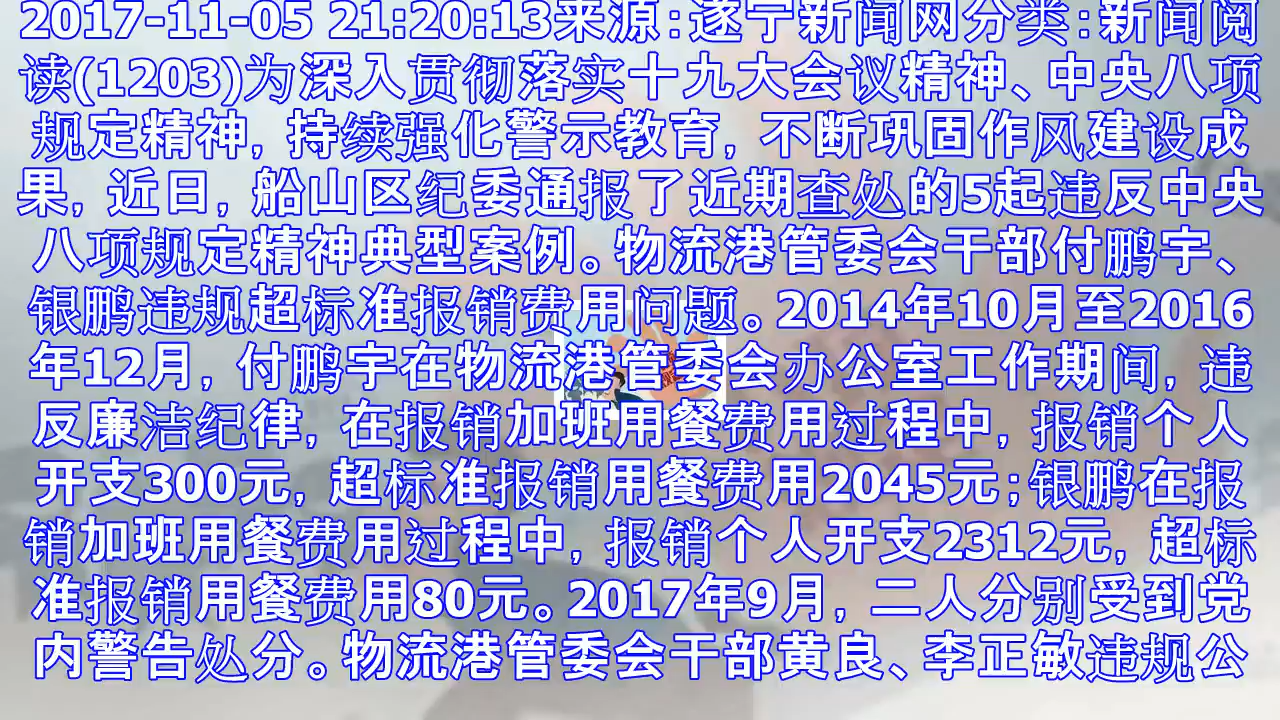 2017-11-05 21:20:13来源:遂宁新闻网分类:新闻阅
读(1203)为深入贯彻落实十九大会议精神、中央八项
规定精神,持续强化警示教育,不断巩固作风建设成
果,近日,船山区纪委通报了近期查处的5起违反中央
八项规定精神典型案例。物流港管委会干部付鹏宇、
银鹏违规超标准报销费用问题。2014年10月至2016
年12月,付鹏宇在物流港管委会办公室工作期间,违
反廉洁纪律,在报销加班用餐费用过程中,报销个人
开支300元,超标准报销用餐费用2045元;银鹏在报
销加班用餐费用过程中,报销个人开支2312元,超标
准报销用餐费用80元。2017年9月,二人分别受到党
内警告处分。物流港管委会干部黄良、李正敏违规公